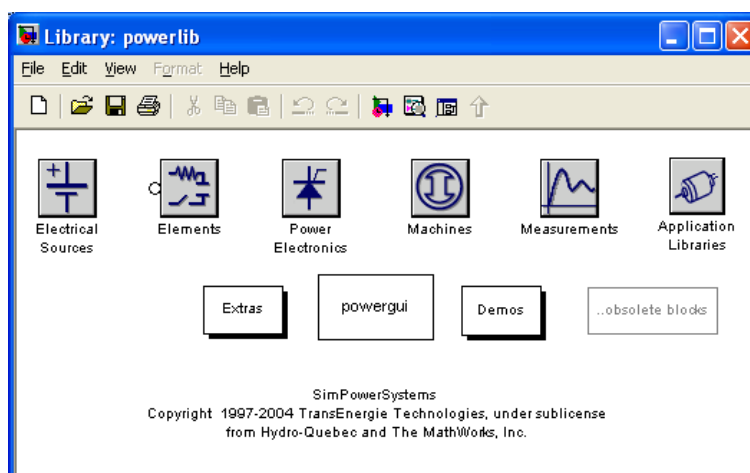 Library: powerlib
File Edit View Format Help
Electrical
Sources
Elements
Power
Electronics
Machines
Measurements
Application
Libraries
Extras
powergui
Demos
..obsolete blocks
SimPowerSystems
Copyright 1997-2004 TransEnergie Technologies, under sublicense
from Hydro-Quebec and The MathWorks, Inc.